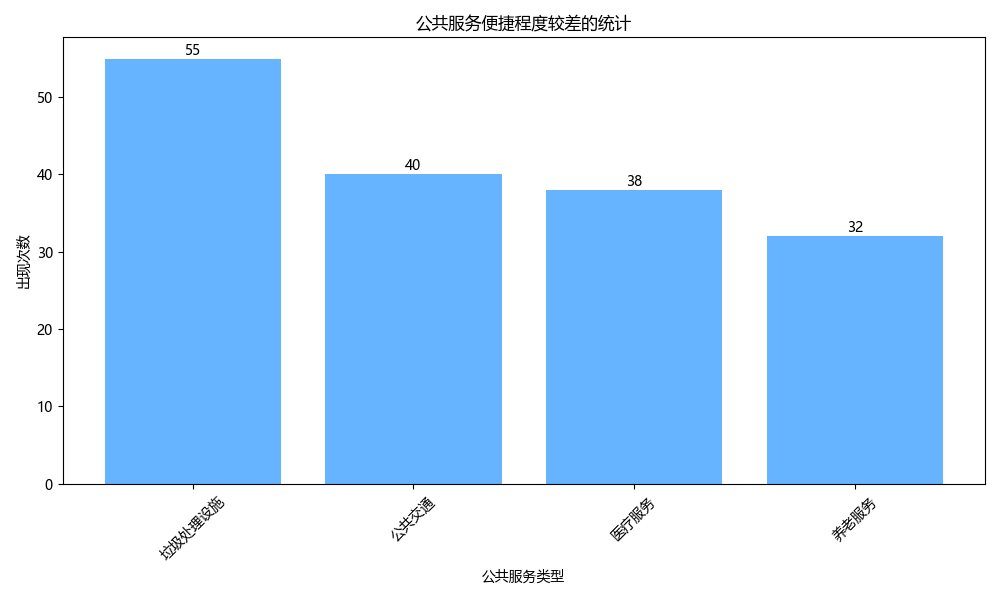 公共服务便捷程度较差的统计
55
40
38
32
50
40
30
20
10
0
出现次数
垃圾处理设施
公共交通
医疗服务
养老服务
公共服务类型